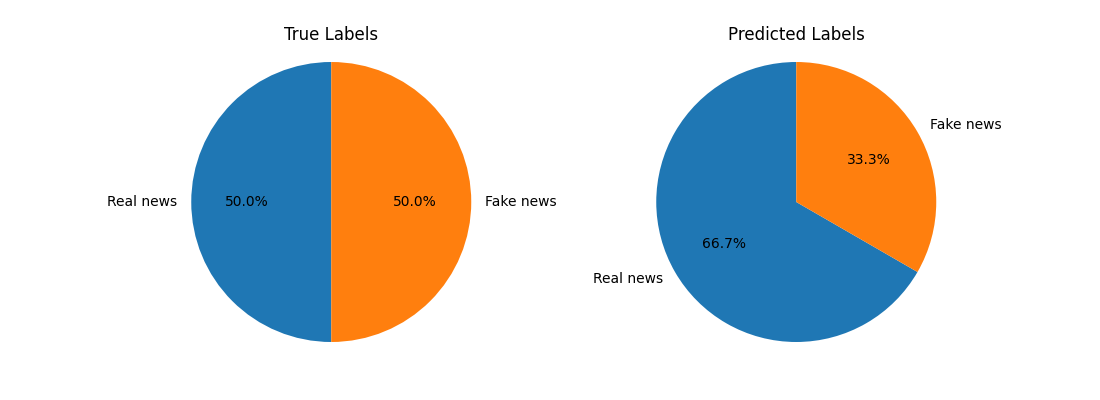 True Labels
Real news
50.0%
50.0%
Fake news
Predicted Labels
Fake news
33.3%
66.7%
Real news